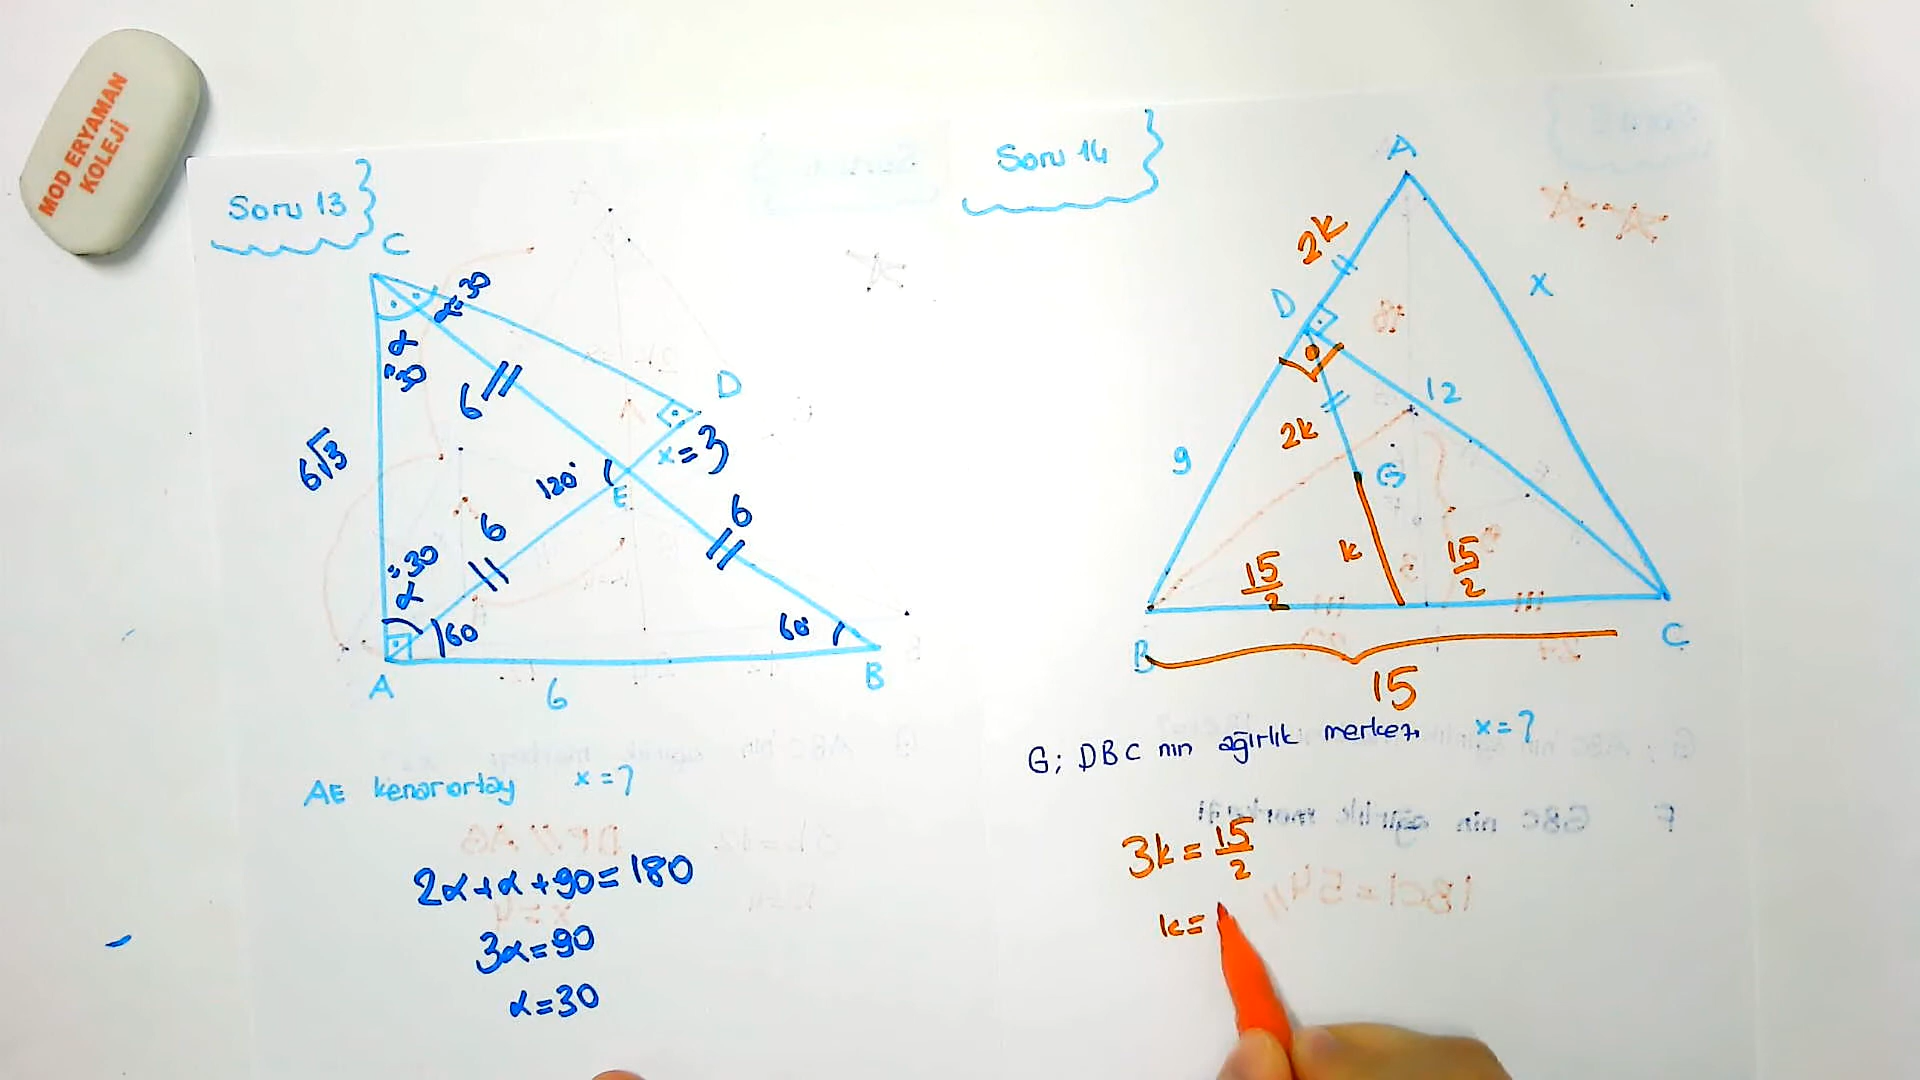 MOD ERYAMAN
KOLEJİ
Soru 13
C
α=30
α
=30
6
D
6√3
x=3
120°
E
6
6
=30
α
60
60°
A
6
B
AE kenarortay x=?
2α+α+90=180
3α=90
α=30
Soru 14
A
2k
D
x
12
2k
9
G
k
15/2
15/2
B
C
15
G; DBC nin ağırlık merkezi x=?
3k=15/2
k=